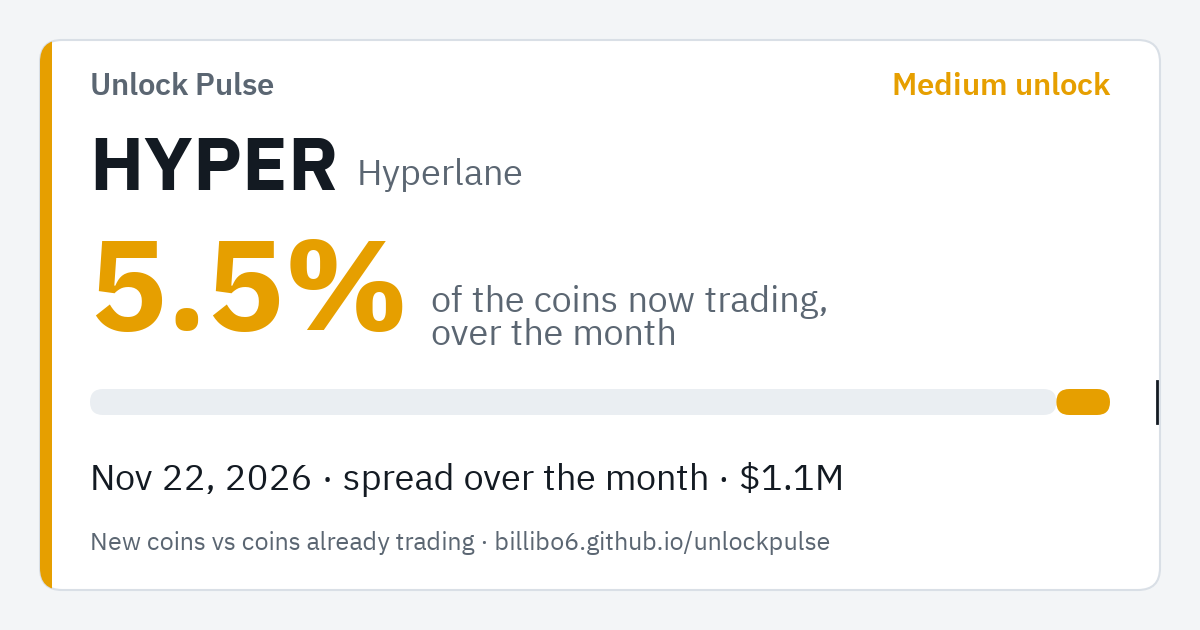 Unlock Pulse
Medium unlock
HYPER Hyperlane
5.5% of the coins now trading,
over the month
Nov 22, 2026 · spread over the month · $1.1M
New coins vs coins already trading · billibo6.github.io/unlockpulse